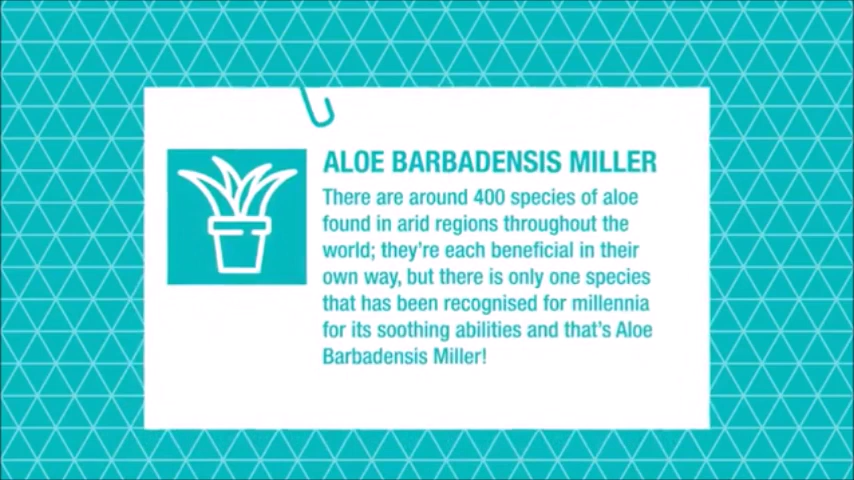 ALOE BARBADENSIS MILLER
There are around 400 species of aloe
found in arid regions throughout the
world; they're each beneficial in their
own way, but there is only one species
that has been recognised for millennia
for its soothing abilities and that's Aloe
Barbadensis Miller!